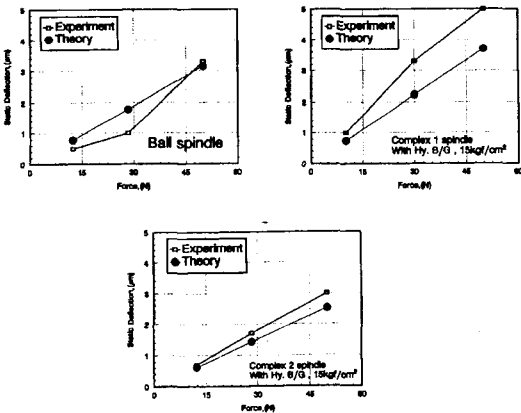 5
Experiment
Theory
4
3
2
1
0
Static Deflection, (μm)
Ball spindle
0 15 30 45 60
Force, (N)
5
Experiment
Theory
4
3
2
1
0
Static Deflection, (μm)
Complex 1 spindle
With Hy. B/G , 15kgf/cm²
0 15 30 45 60
Force, (N)
5
Experiment
Theory
4
3
2
1
0
Static Deflection, (μm)
Complex 2 spindle
With Hy. B/G , 15kgf/cm²
0 15 30 45 60
Force, (N)